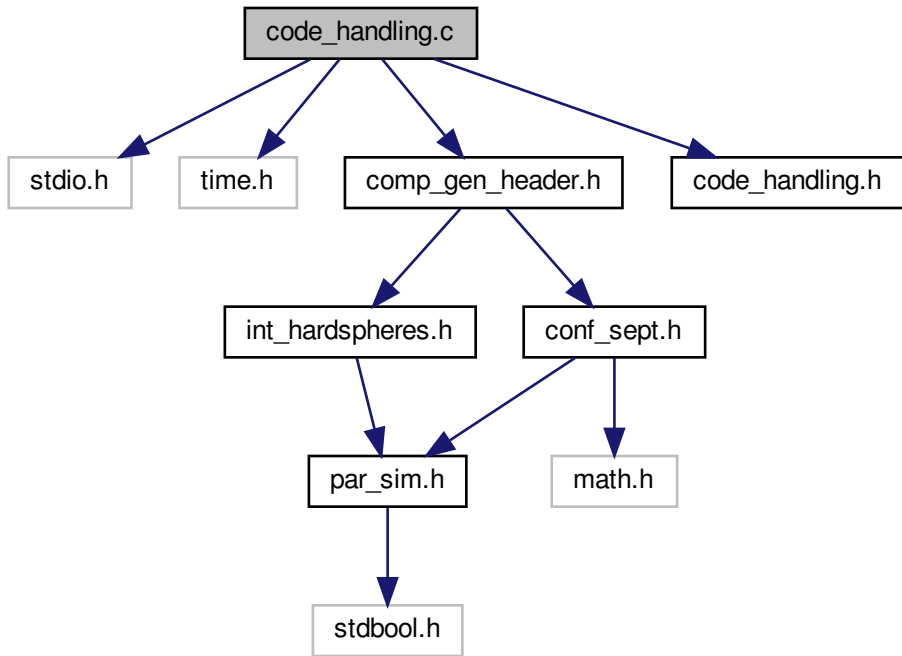 code_handling.c
stdio.h
time.h
comp_gen_header.h
code_handling.h
int_hardspheres.h
conf_sept.h
par_sim.h
math.h
stdbool.h